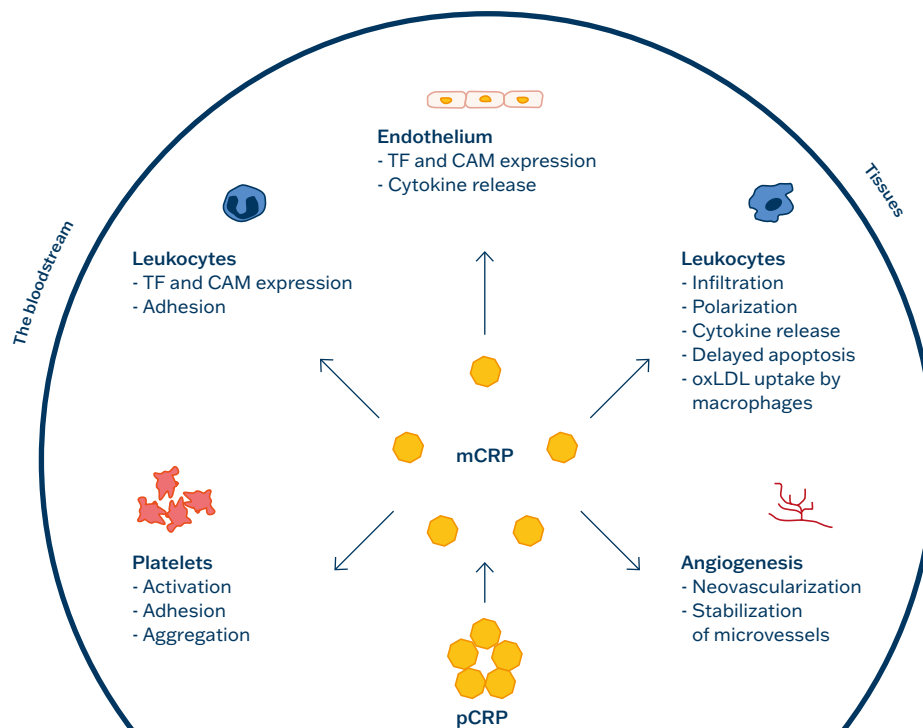 Endothelium
- TF and CAM expression
- Cytokine release
Tissues
The bloodstream
Leukocytes
- TF and CAM expression
- Adhesion
Leukocytes
- Infiltration
- Polarization
- Cytokine release
- Delayed apoptosis
- oxLDL uptake by
macrophages
mCRP
Platelets
- Activation
- Adhesion
- Aggregation
Angiogenesis
- Neovascularization
- Stabilization
of microvessels
pCRP